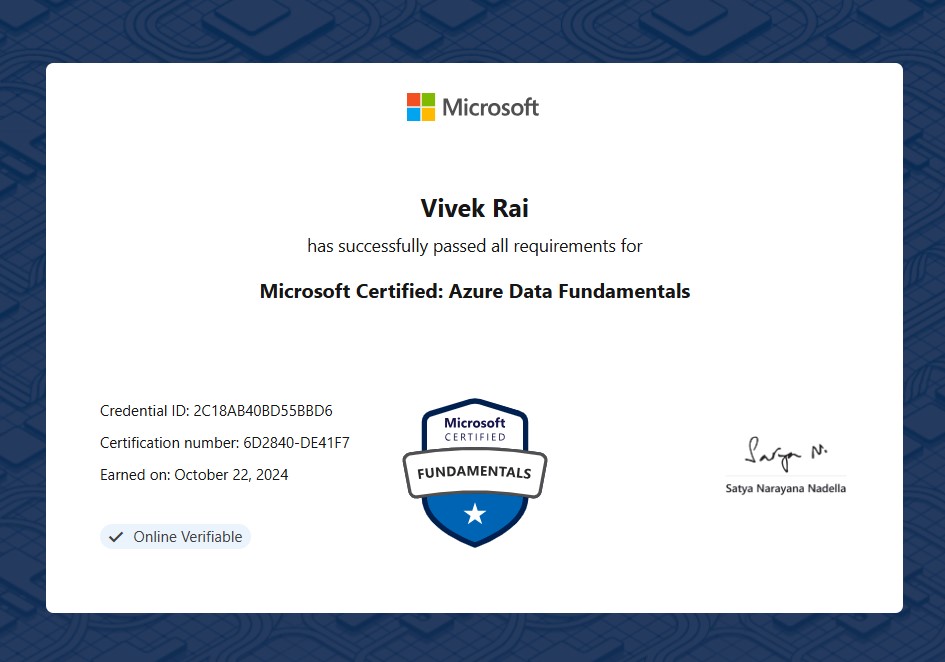 Microsoft
Vivek Rai
has successfully passed all requirements for
Microsoft Certified: Azure Data Fundamentals
Credential ID: 2C18AB40BD55BBD6
Certification number: 6D2840-DE41F7
Earned on: October 22, 2024
Online Verifiable
Microsoft
CERTIFIED
FUNDAMENTALS
Satya N.
Satya Narayana Nadella